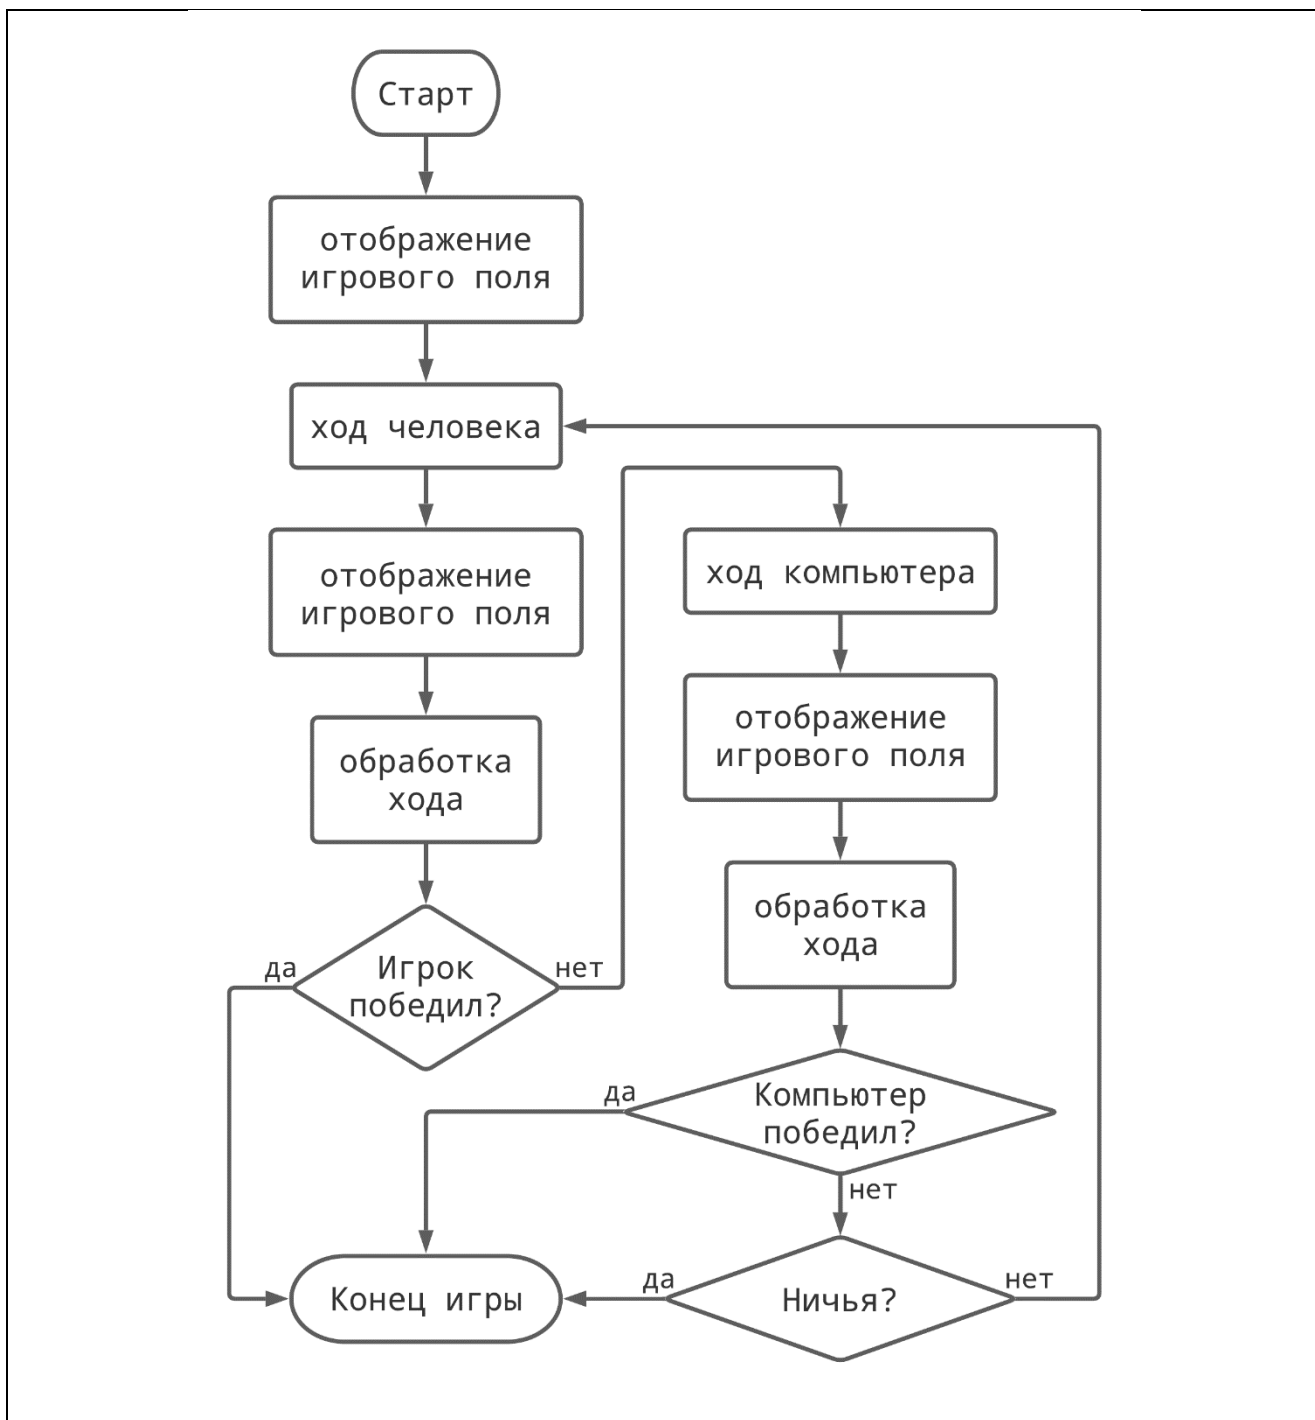 Старт
отображение
игрового поля
ход человека
отображение
игрового поля
обработка
хода
Игрок
победил?
да
нет
ход компьютера
отображение
игрового поля
обработка
хода
Компьютер
победил?
да
нет
Ничья?
да
нет
Конец игры